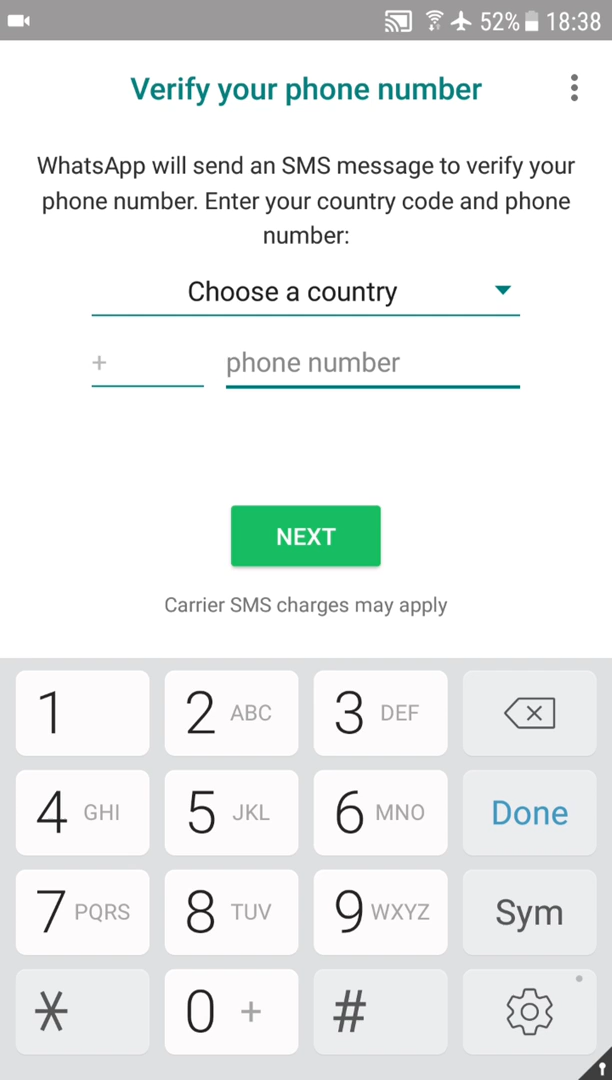 52% 18:38
Verify your phone number
WhatsApp will send an SMS message to verify your
phone number. Enter your country code and phone
number:
Choose a country
+ phone number
NEXT
Carrier SMS charges may apply
1 2 ABC 3 DEF
4 GHI 5 JKL 6 MNO Done
7 PQRS 8 TUV 9 WXYZ Sym
* 0 + #